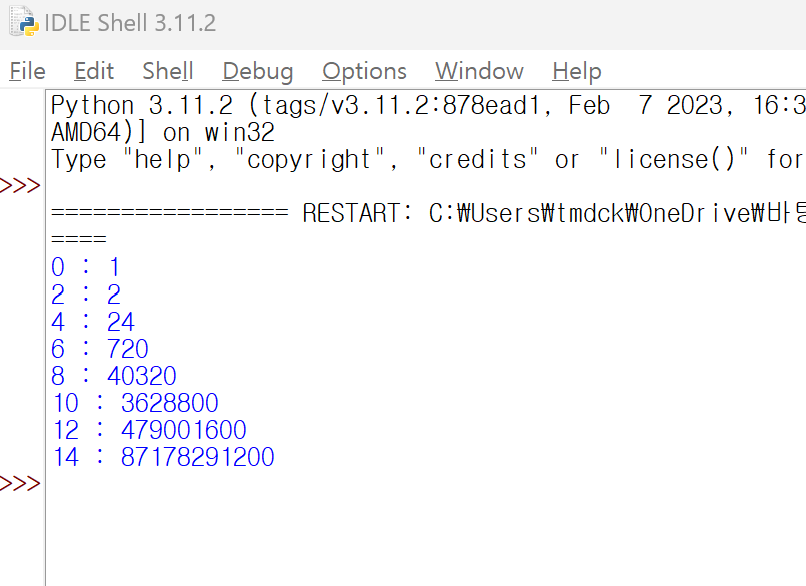 IDLE Shell 3.11.2
File Edit Shell Debug Options Window Help
Python 3.11.2 (tags/v3.11.2:878ead1, Feb  7 2023, 16:3
AMD64)] on win32
Type "help", "copyright", "credits" or "license()" for
>>>
================= RESTART: C:₩Users₩tmdck₩OneDrive₩바탕
====
0 : 1
2 : 2
4 : 24
6 : 720
8 : 40320
10 : 3628800
12 : 479001600
14 : 87178291200
>>>